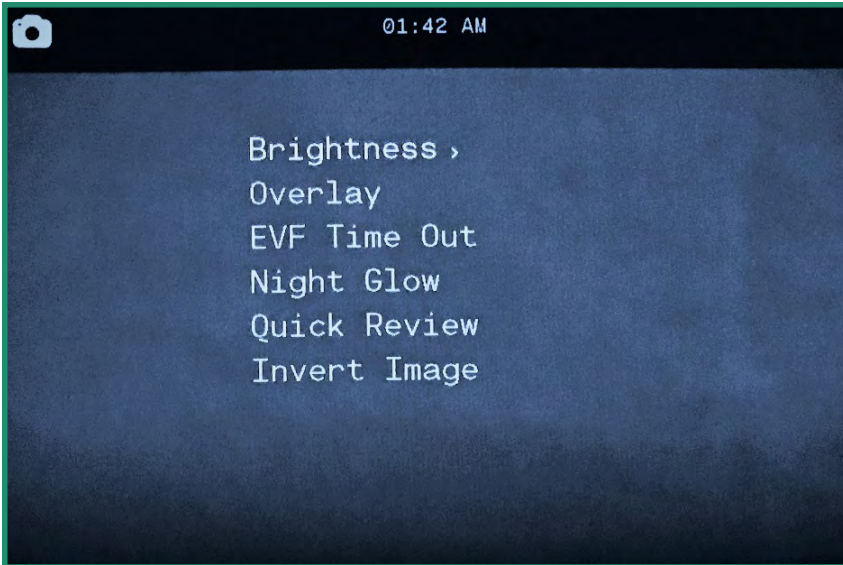 01:42 AM
Brightness ›
Overlay
EVF Time Out
Night Glow
Quick Review
Invert Image